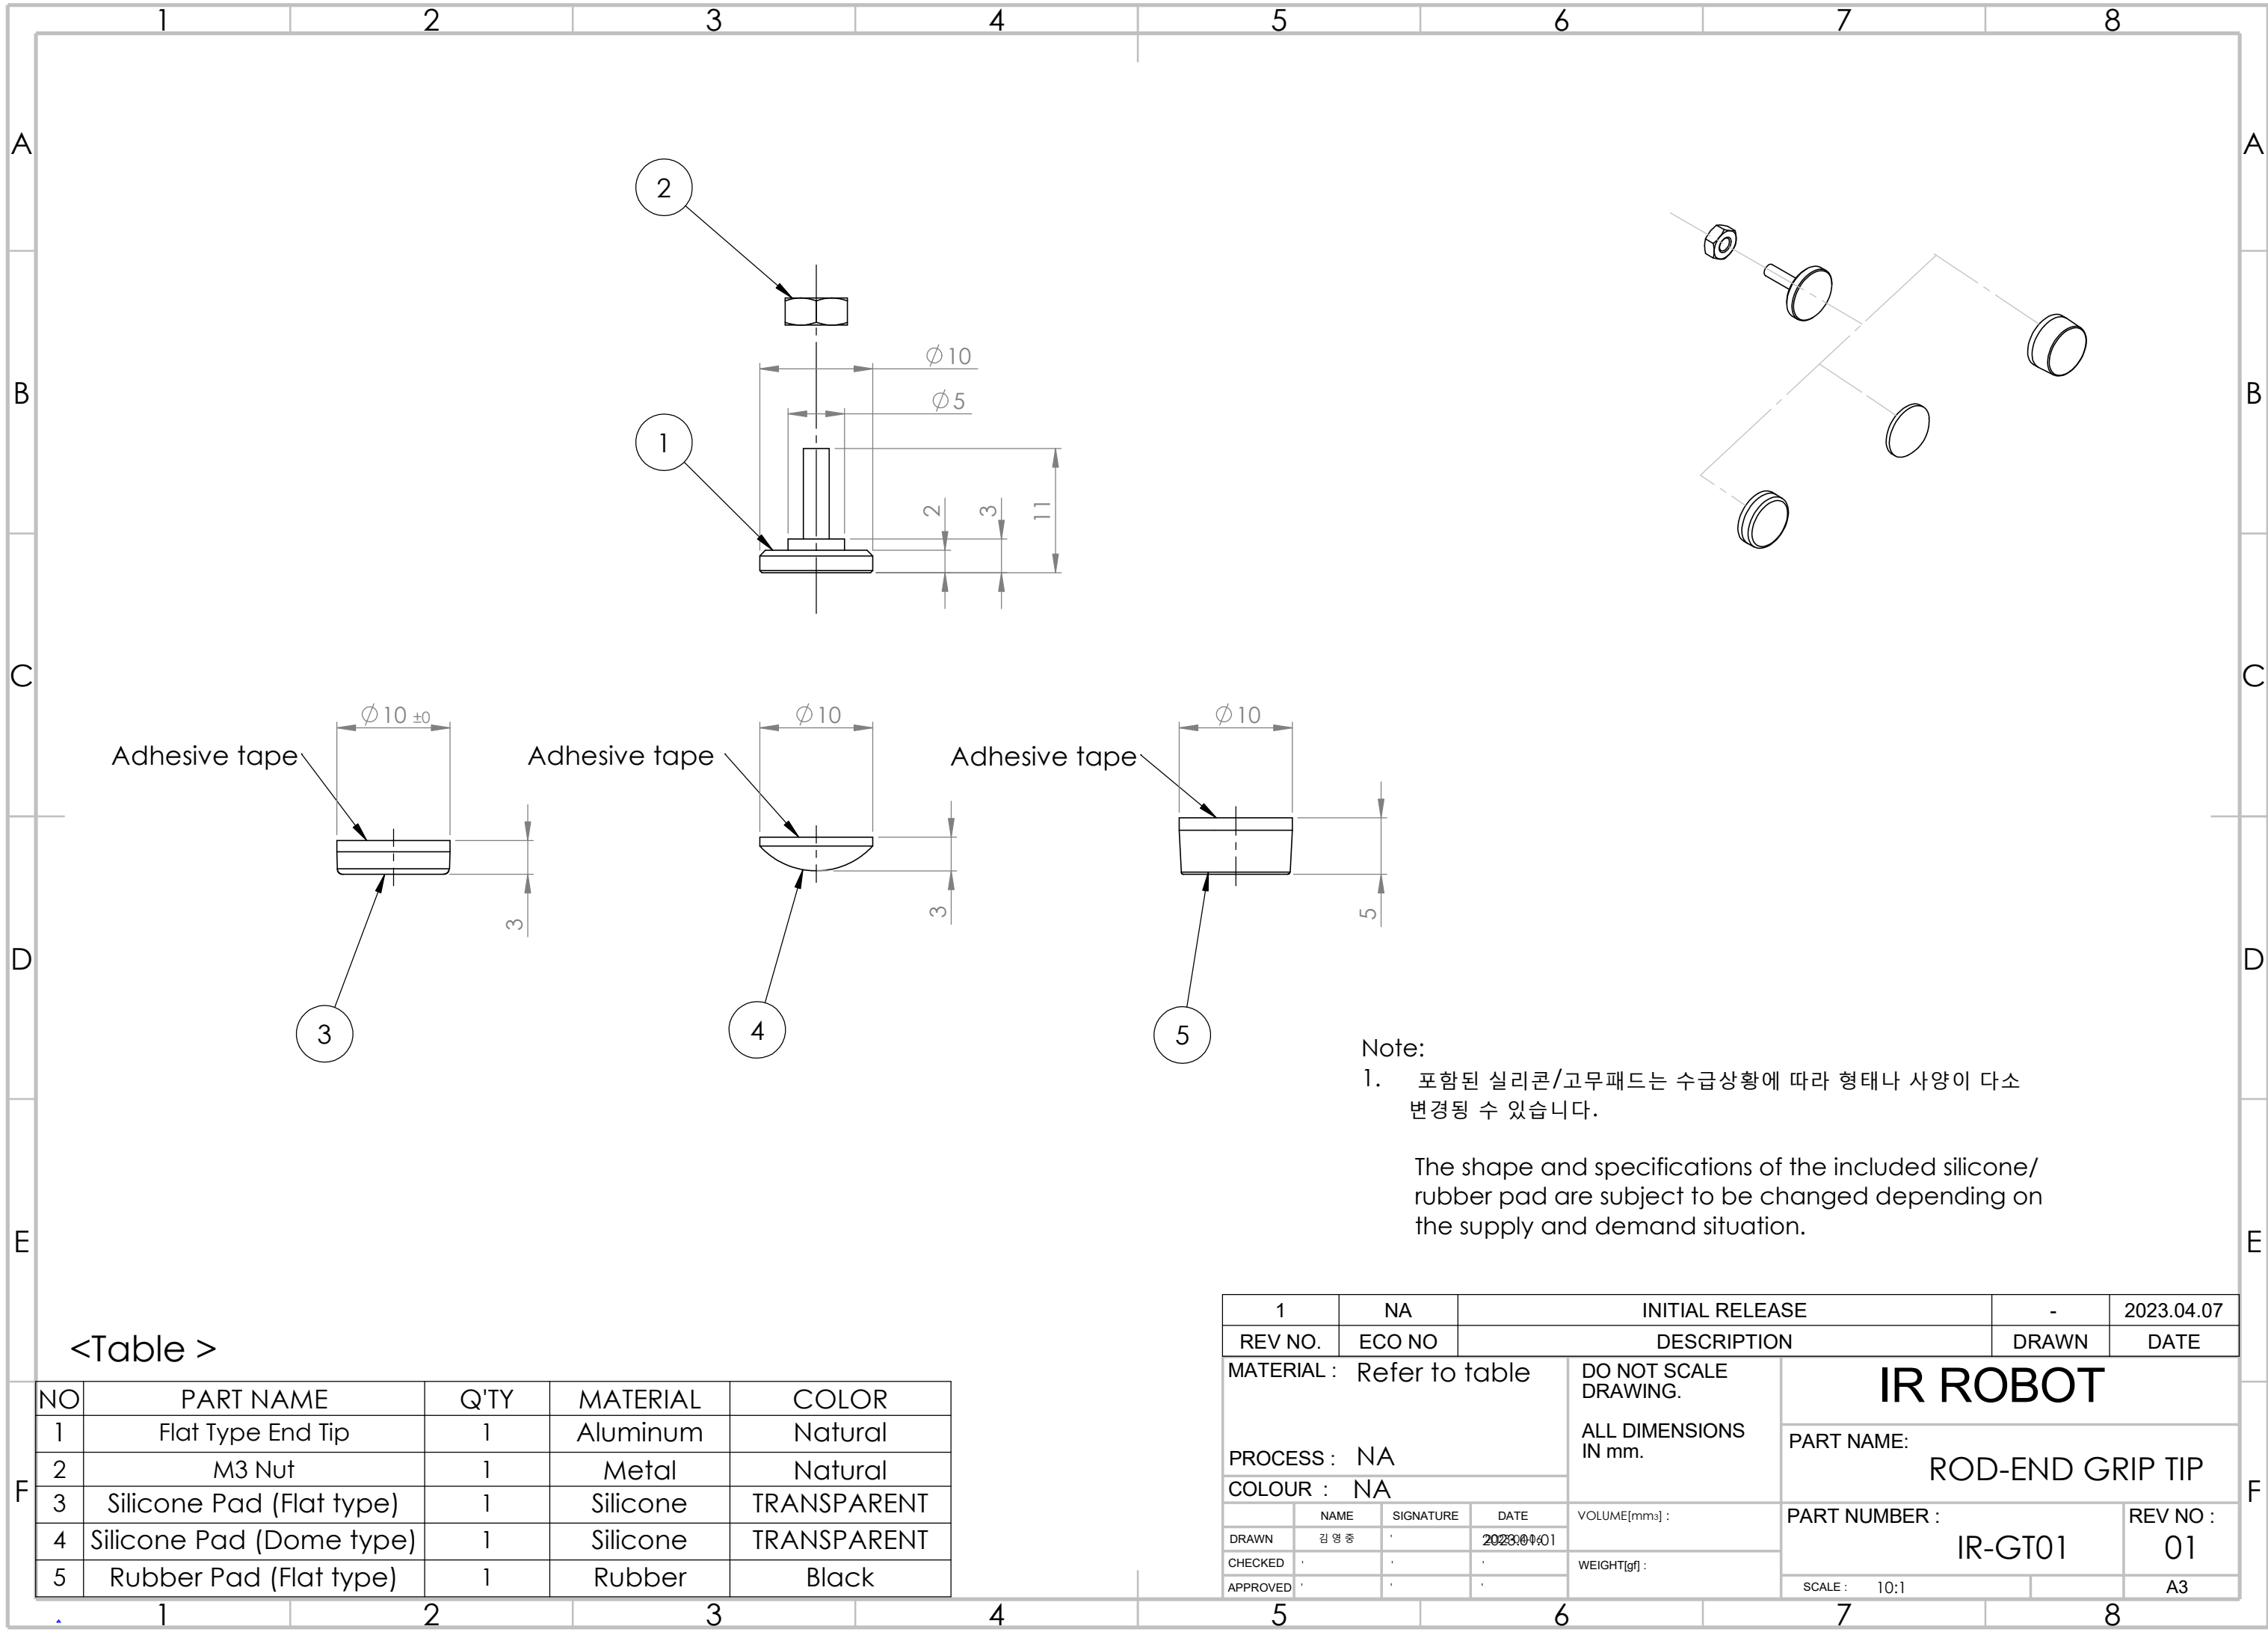 1 2 3 4 5 6 7 8
A A
B B
C C
D D
E E
F F
2
⌀10
⌀5
1
2
3
11
⌀10 ±0
Adhesive tape
3
3
⌀10
Adhesive tape
3
4
⌀10
Adhesive tape
5
5
Note:
1. 포함된 실리콘/고무패드는 수급상황에 따라 형태나 사양이 다소
변경될 수 있습니다.
The shape and specifications of the included silicone/
rubber pad are subject to be changed depending on
the supply and demand situation.
<Table >
NO PART NAME Q'TY MATERIAL COLOR
1 Flat Type End Tip 1 Aluminum Natural
2 M3 Nut 1 Metal Natural
3 Silicone Pad (Flat type) 1 Silicone TRANSPARENT
4 Silicone Pad (Dome type) 1 Silicone TRANSPARENT
5 Rubber Pad (Flat type) 1 Rubber Black
1 NA INITIAL RELEASE - 2023.04.07
REV NO. ECO NO DESCRIPTION DRAWN DATE
MATERIAL : Refer to table
PROCESS : NA
COLOUR : NA
DO NOT SCALE
DRAWING.
ALL DIMENSIONS
IN mm.
IR ROBOT
PART NAME:
ROD-END GRIP TIP
NAME SIGNATURE DATE
DRAWN 김영중 '
CHECKED ' ' '
APPROVED ' ' '
VOLUME[mm3] :
WEIGHT[gf] :
PART NUMBER :
IR-GT01
REV NO :
01
SCALE : 10:1
A3
1 2 3 4 5 6 7 8